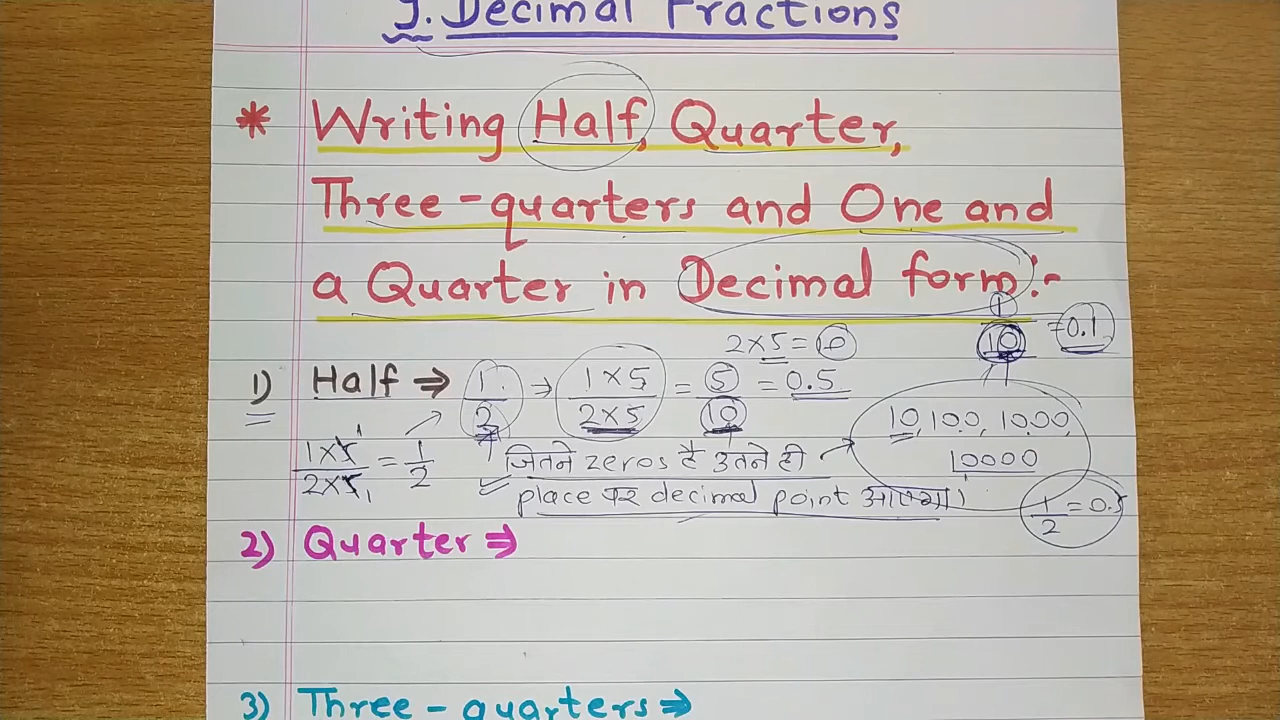 9. Decimal Fractions
* Writing Half, Quarter,
Three-quarters and One and
a Quarter in Decimal form:-
2×5=10
1/10 =0.1
1) Half ⇒ 1/2 → 1×5/2×5 = 5/10 = 0.5
10, 100, 1000,
10000
1×5/2×5 = 1/2
जितने zeros है उतने ही
place पर decimal point आएगा।
1/2 = 0.5
2) Quarter ⇒
3) Three-quarters ⇒